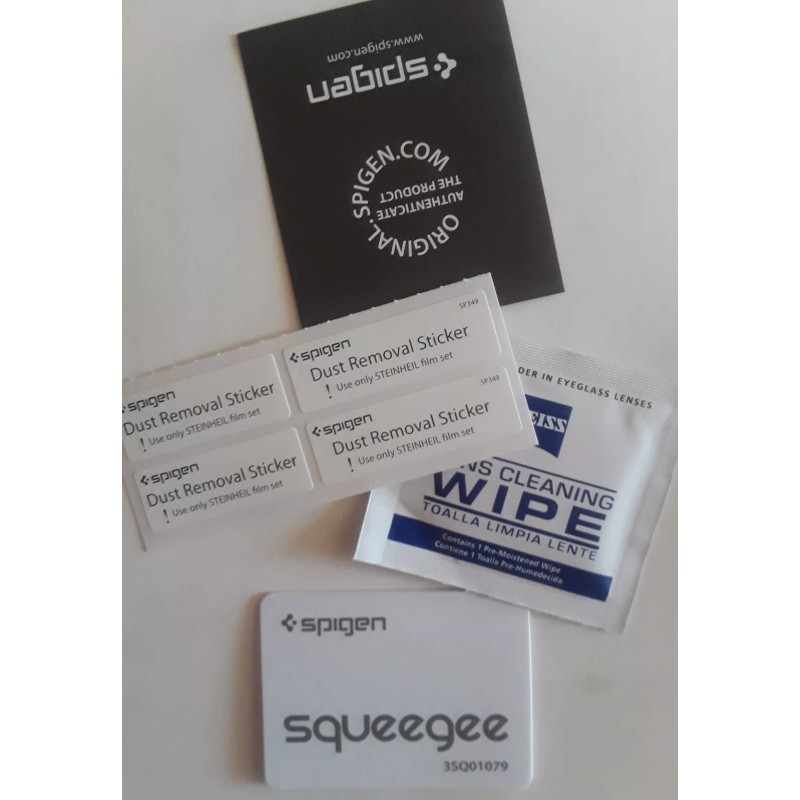 www.spigen.com
spigen
ORIGINAL.SPIGEN.COM
AUTHENTICATE
THE PRODUCT
SP349
spigen
Dust Removal Sticker
! Use only STEINHEIL film set
spigen
Dust Removal Sticker
! Use only STEINHEIL film set
SP349
spigen
Dust Removal Sticker
! Use only STEINHEIL film set
spigen
Dust Removal Sticker
! Use only STEINHEIL film set
DER IN EYEGLASS LENSES
EISS
NS CLEANING
WIPE
TOALLA LIMPIA LENTE
Contains 1 Pre-Moistened Wipe
Contiene 1 Toalla Pre-Humedecida
spigen
squeegee
3SQ01079